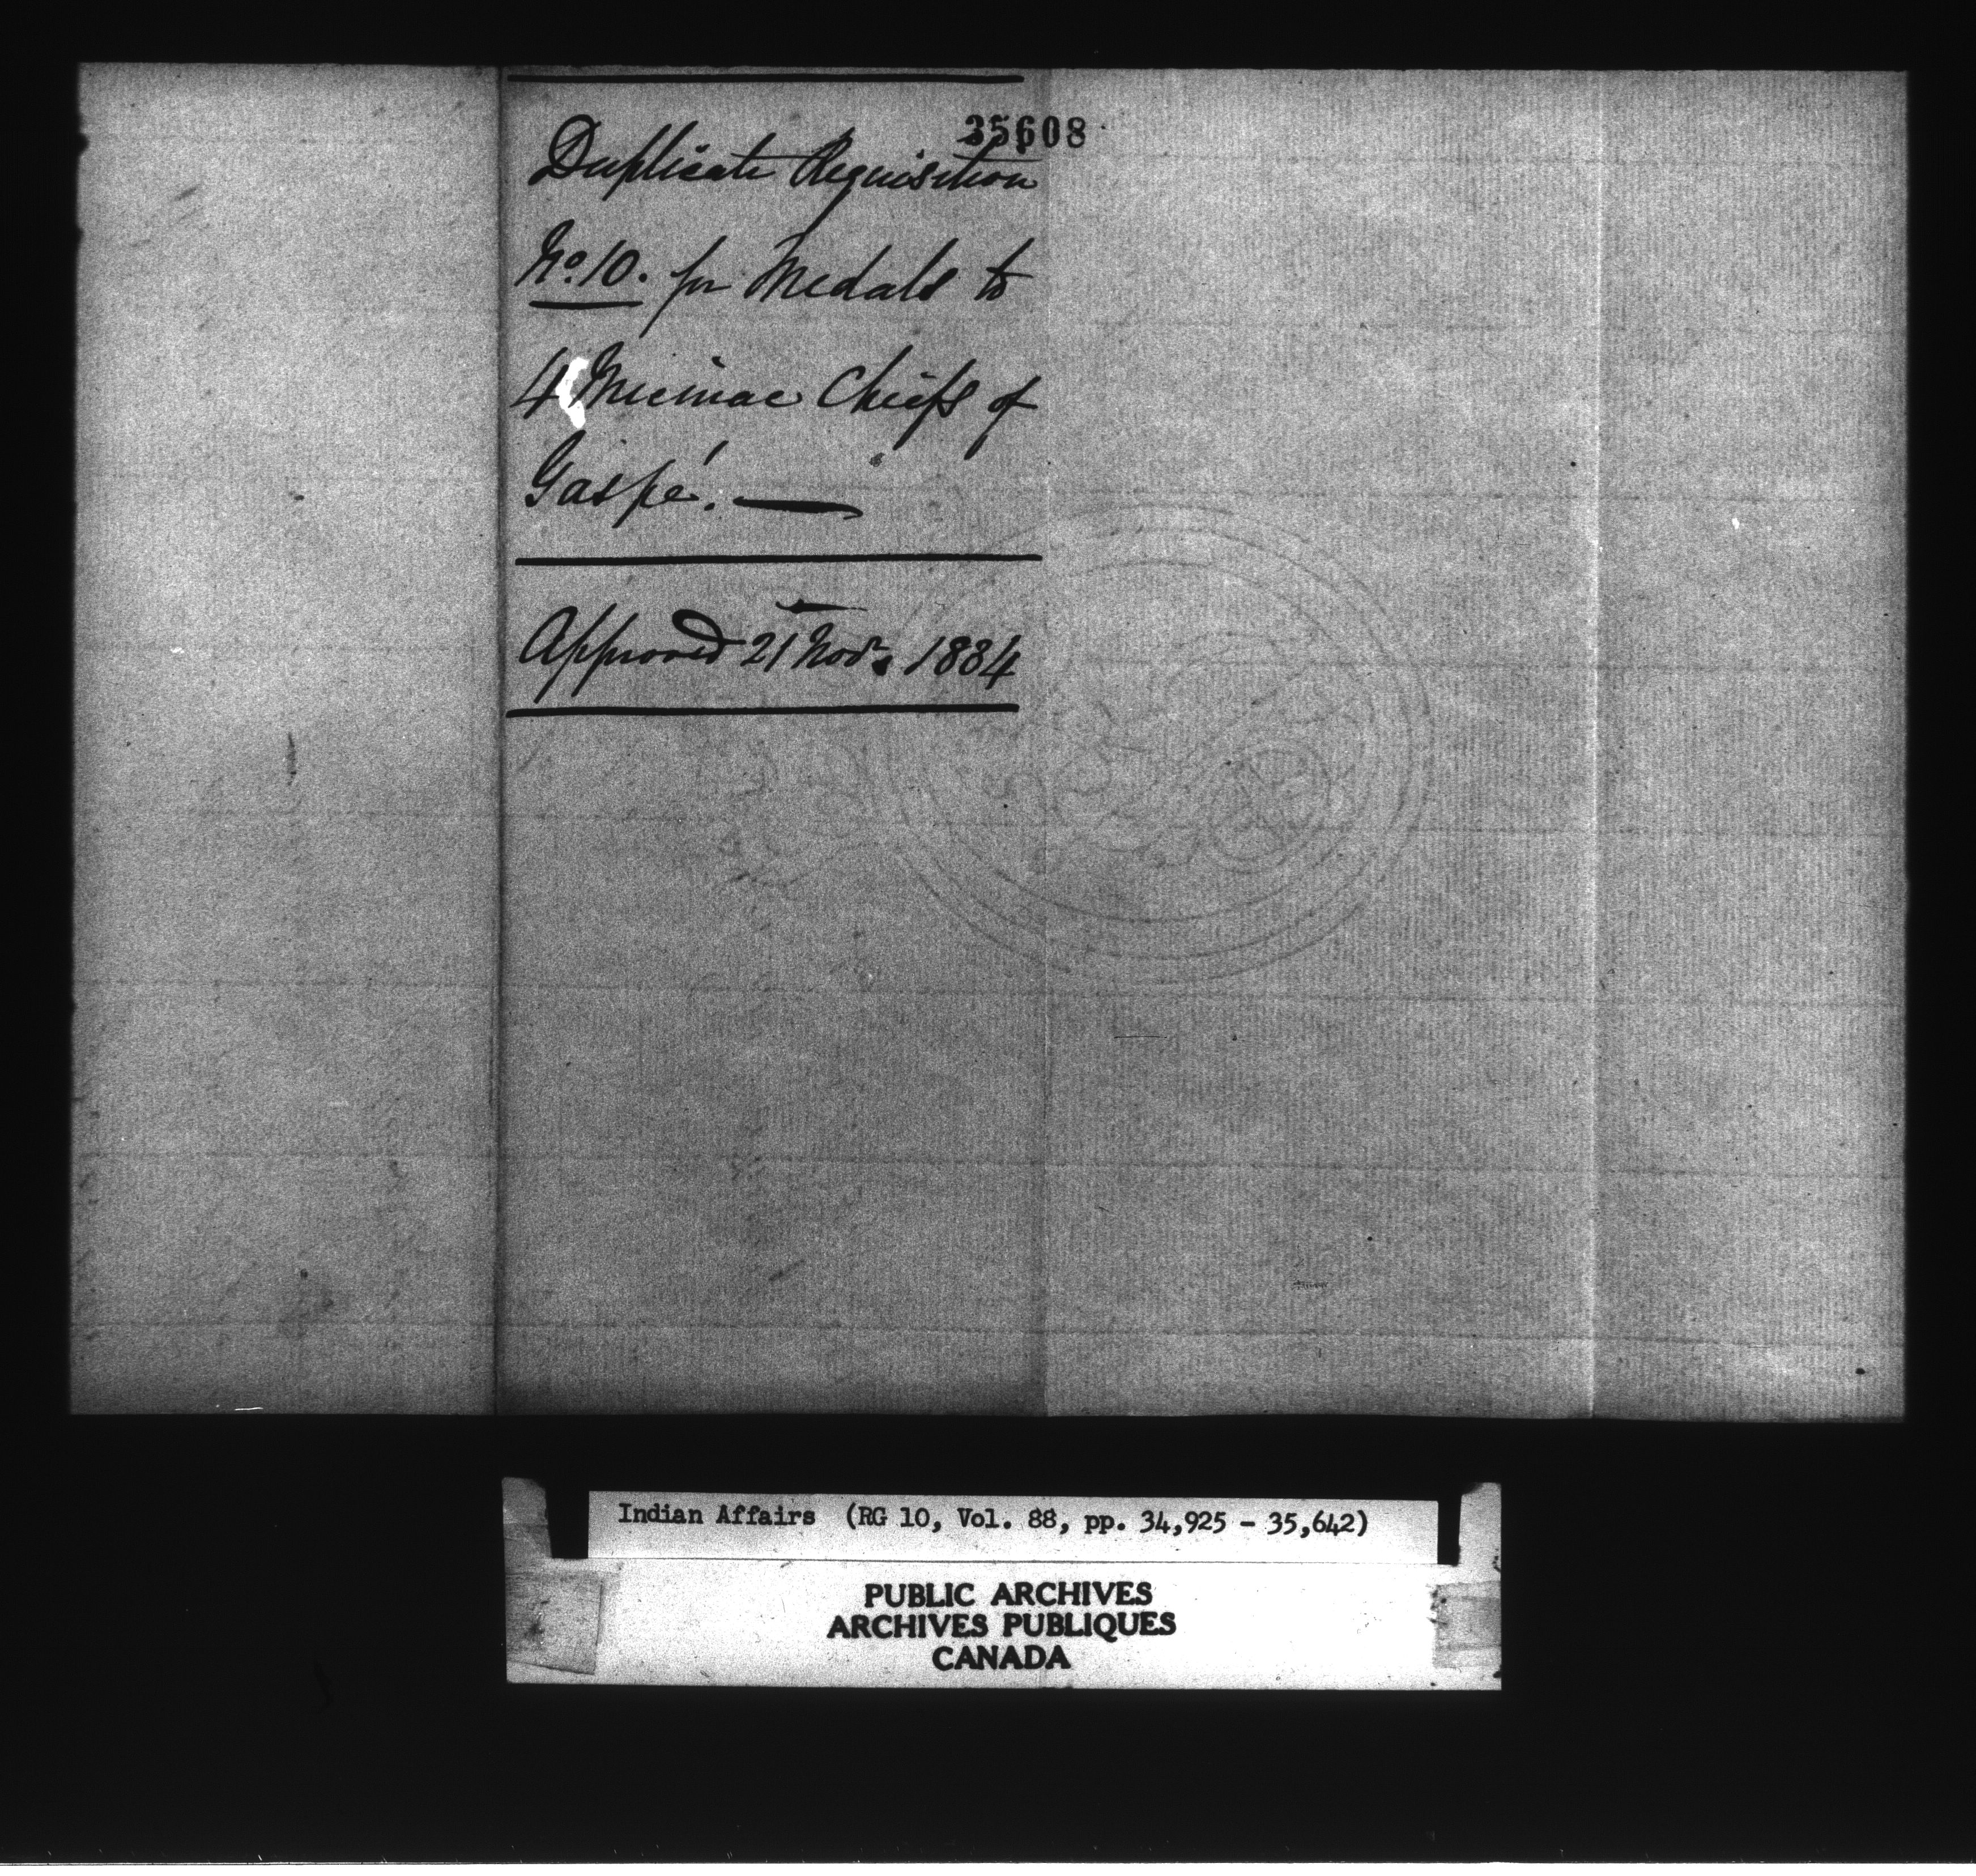 35608
Duplicate Requisition
No. 10. for Medals to
4 Micmac Chiefs of
Gaspé.
Approved 21 Novr. 1834
Indian Affairs (RG 10, Vol. 88, pp. 34,925 - 35,642)
PUBLIC ARCHIVES
ARCHIVES PUBLIQUES
CANADA